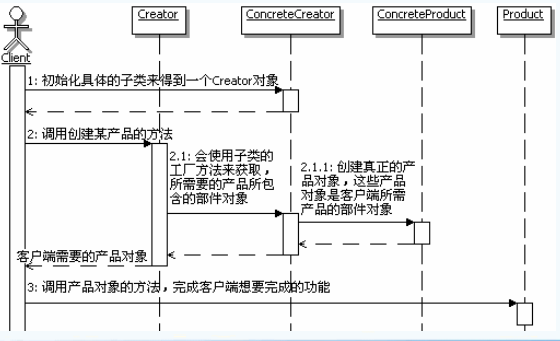 Creator
ConcreteCreator
ConcreteProduct
Product
Client
1: 初始化具体的子类来得到一个Creator对象
2: 调用创建某产品的方法
2.1: 会使用子类的
工厂方法来获取，
所需要的产品所包
含的部件对象
2.1.1: 创建真正的产
品对象，这些产品
对象是客户端所需
产品的部件对象
客户端需要的产品对象
3: 调用产品对象的方法，完成客户端想要完成的功能